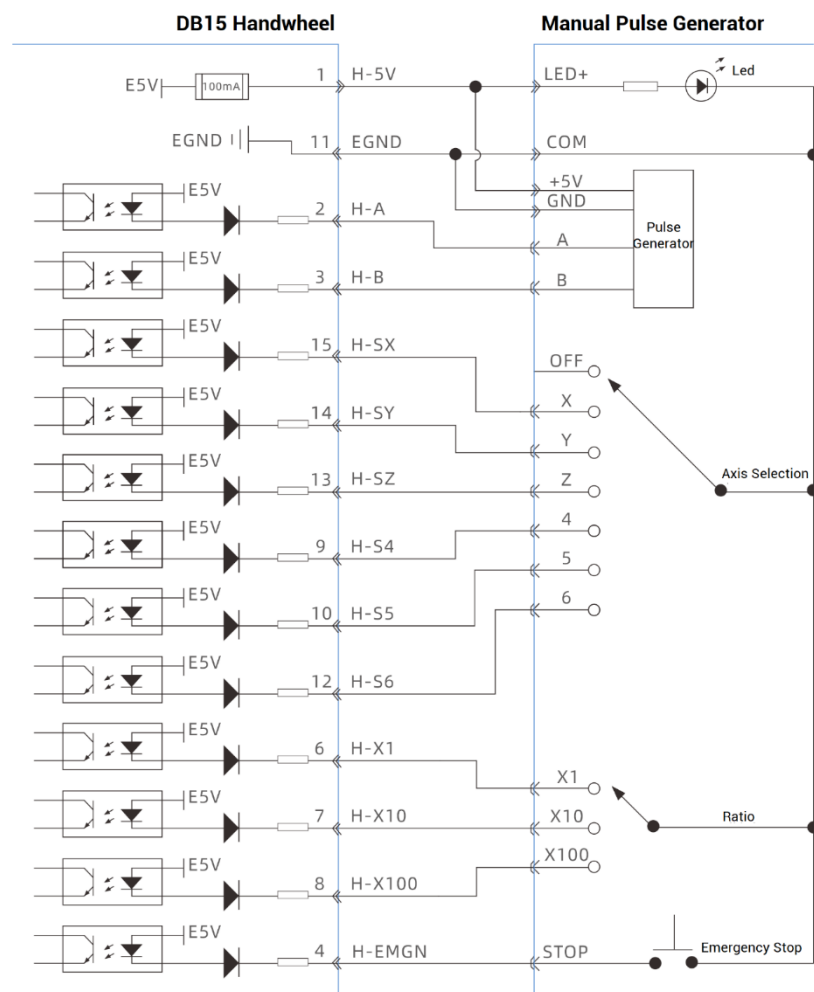 DB15 Handwheel Manual Pulse Generator
E5V 100mA 1 H-5V LED+ Led
EGND 11 EGND COM
E5V +5V
2 H-A GND
A Pulse
Generator
E5V
3 H-B B
E5V
15 H-SX OFF
X
E5V
14 H-SY Y
E5V
13 H-SZ Z Axis Selection
E5V
9 H-S4 4
5
E5V
10 H-S5 6
E5V
12 H-S6
E5V
6 H-X1 X1
E5V
7 H-X10 X10 Ratio
X100
E5V
8 H-X100
E5V
4 H-EMGN STOP Emergency Stop